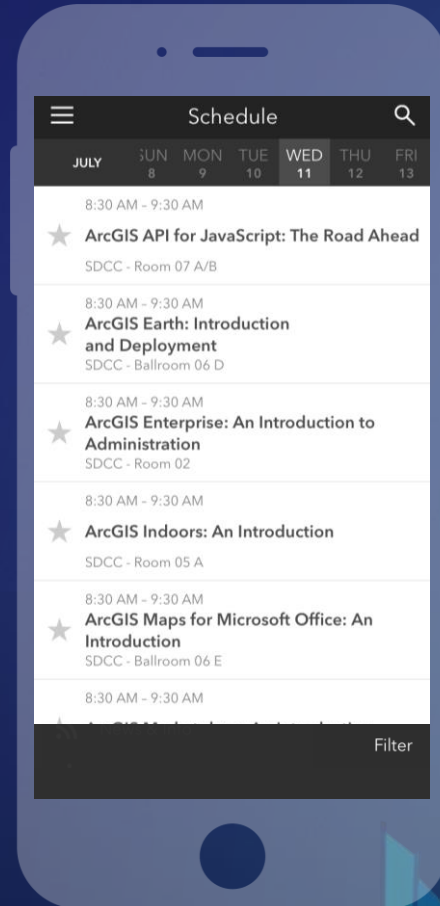 Schedule
JULY
SUN MON TUE WED THU FRI
8 9 10 11 12 13
8:30 AM – 9:30 AM
ArcGIS API for JavaScript: The Road Ahead
SDCC - Room 07 A/B
8:30 AM – 9:30 AM
ArcGIS Earth: Introduction
and Deployment
SDCC - Ballroom 06 D
8:30 AM – 9:30 AM
ArcGIS Enterprise: An Introduction to
Administration
SDCC - Room 02
8:30 AM – 9:30 AM
ArcGIS Indoors: An Introduction
SDCC - Room 05 A
8:30 AM – 9:30 AM
ArcGIS Maps for Microsoft Office: An
Introduction
SDCC - Ballroom 06 E
8:30 AM – 9:30 AM
Filter